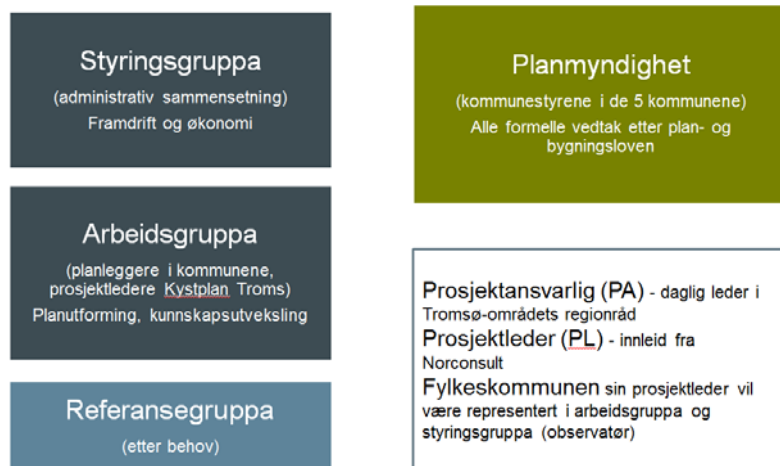 Styringsgruppa
(administrativ sammensetning)
Framdrift og økonomi
Arbeidsgruppa
(planleggere i kommunene,
prosjektledere Kystplan Troms)
Planutforming, kunnskapsutveksling
Referansegruppa
(etter behov)
Planmyndighet
(kommunestyrene i de 5 kommunene)
Alle formelle vedtak etter plan- og
bygningsloven
Prosjektansvarlig (PA) - daglig leder i
Tromsø-områdets regionråd
Prosjektleder (PL) - innleid fra
Norconsult
Fylkeskommunen sin prosjektleder vil
være representert i arbeidsgruppa og
styringsgruppa (observatør)